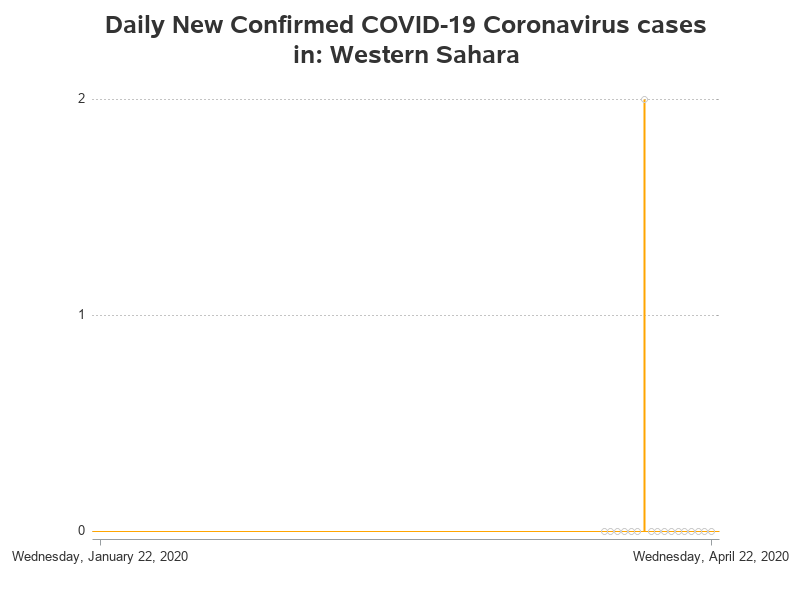 Daily New Confirmed COVID-19 Coronavirus cases
in: Western Sahara
2
1
0
Wednesday, January 22, 2020
Wednesday, April 22, 2020